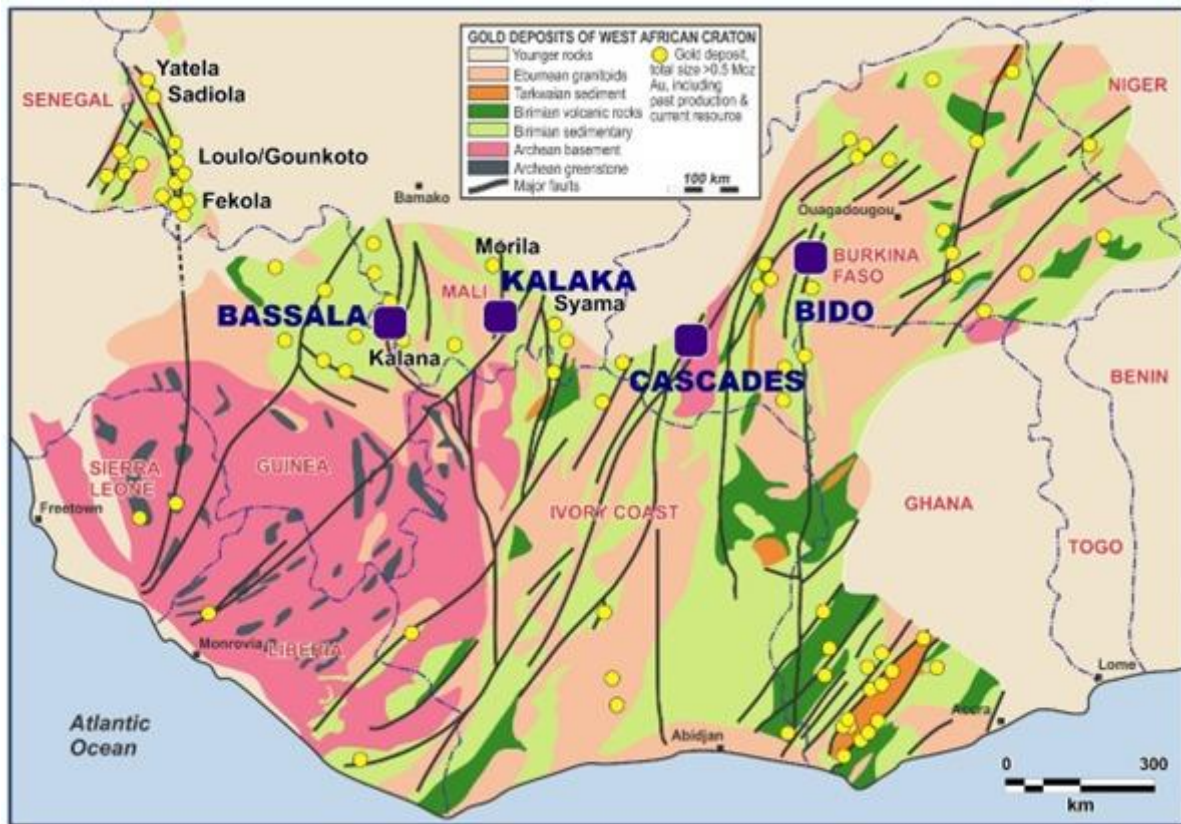 GOLD DEPOSITS OF WEST AFRICAN CRATON
Younger rocks
Eburnean granitoids
Tarkwaian sediment
Birimian volcanic rocks
Birimian sedimentary
Archean basement
Archean greenstone
Major faults
Gold deposit,
total size >0.5 Moz
Au, including
past production &
current resource
100 km
Yatela
SENEGAL
Sadiola
NIGER
Loulo/Gounkoto
Fekola
Bamako
Ouagadougou
Morila
BURKINA
FASO
MALI
KALAKA
BASSALA
Syama
BIDO
Kalana
CASCADES
BENIN
SIERRA
LEONE
GUINEA
Freetown
IVORY COAST
GHANA
TOGO
Monrovia
LIBERIA
Lome
Accra
Atlantic
Ocean
Abidjan
0 300
km